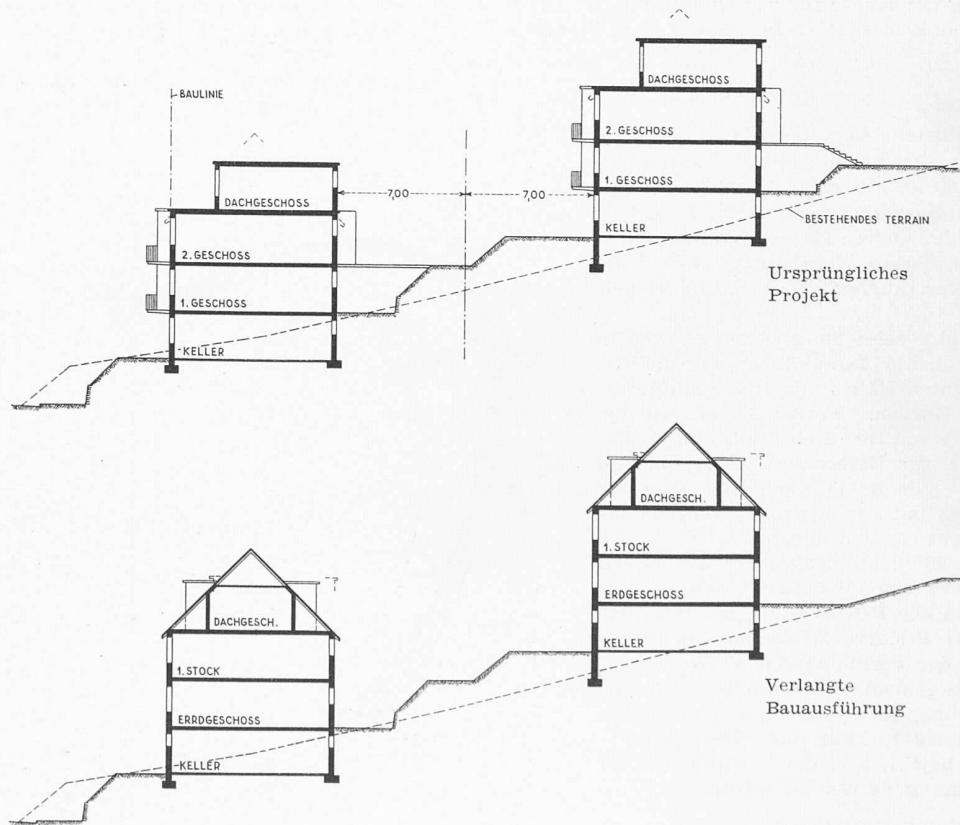 DACHGESCHOSS
BAULINIE
2. GESCHOSS
1. GESCHOSS
DACHGESCHOSS
7,00
7,00
BESTEHENDES TERRAIN
2. GESCHOSS
KELLER
Ursprüngliches
Projekt
1. GESCHOSS
KELLER
DACHGESCH.
1. STOCK
ERDGESCHOSS
DACHGESCH.
KELLER
1. STOCK
Verlangte
Bauausführung
ERRDGESCHOSS
KELLER